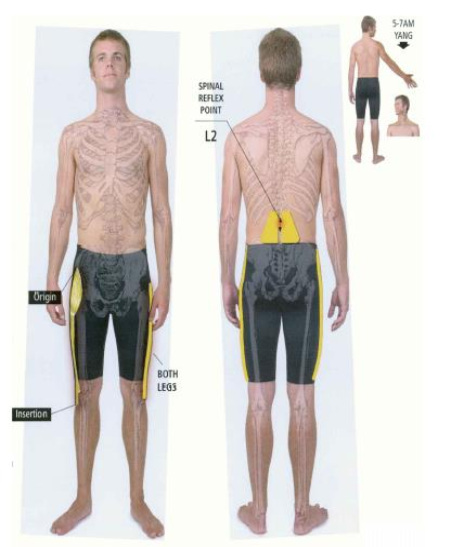 5-7AM
YANG
SPINAL
REFLEX
POINT
L2
Origin
BOTH
LEGS
Insertion